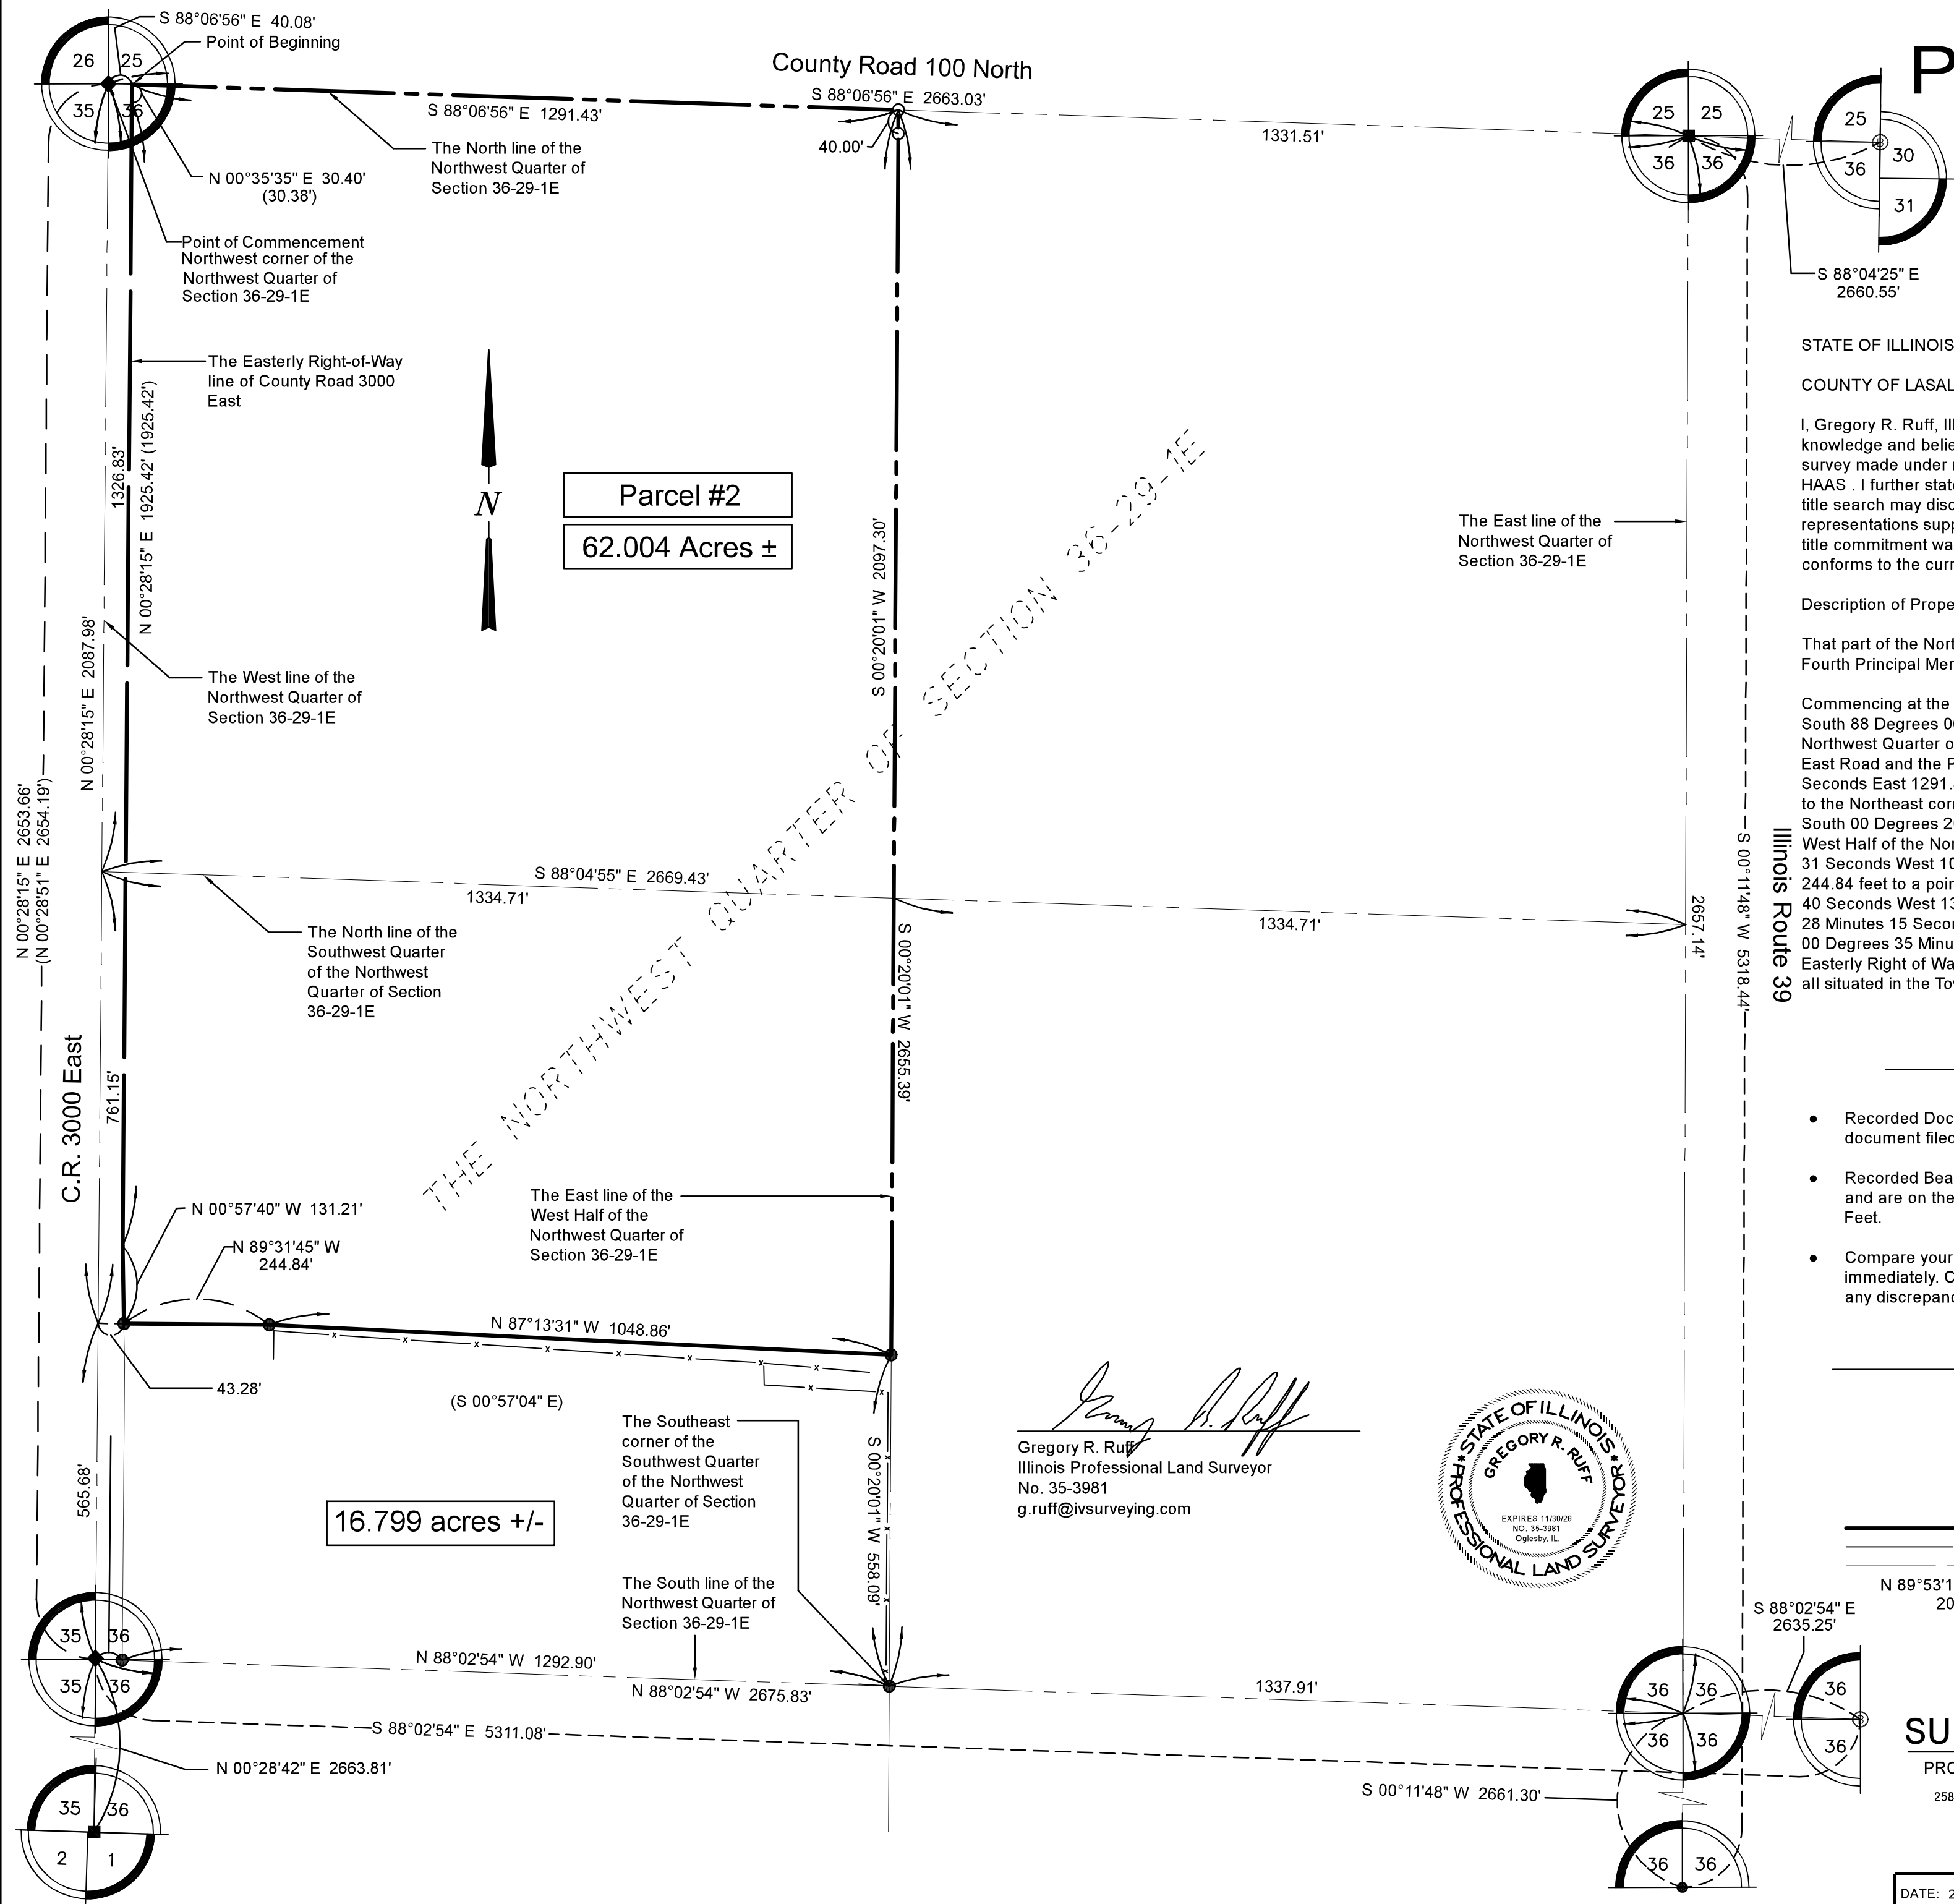 S 88°06'56" E 40.08'
Point of Beginning
26 25
35 36
N 00°35'35" E 30.40'
(30.38')
Point of Commencement
Northwest corner of the
Northwest Quarter of
Section 36-29-1E
County Road 100 North
S 88°06'56" E 2663.03'
S 88°06'56" E 1291.43'
The North line of the
Northwest Quarter of
Section 36-29-1E
40.00'
1331.51'
25 25
36 36
25
36
30
31
P
S 88°04'25" E
2660.55'
The Easterly Right-of-Way
line of County Road 3000
East
1326.83'
N 00°28'15" E 1925.42' (1925.42')
N 00°28'15" E 2087.98'
N
Parcel #2
62.004 Acres ±
S 00°20'01" W 2097.30'
THE NORTHWEST QUARTER OF SECTION 36-29-1E
The East line of the
Northwest Quarter of
Section 36-29-1E
The West line of the
Northwest Quarter of
Section 36-29-1E
N 00°28'15" E 2653.66'
(N 00°28'51" E 2654.19')
S 88°04'55" E 2669.43'
1334.71'
1334.71'
The North line of the
Southwest Quarter
of the Northwest
Quarter of Section
36-29-1E
S 00°20'01" W 2655.39'
2657.14'
S 00°11'48" W 5318.44'
Illinois Route 39
STATE OF ILLINOIS
COUNTY OF LASAL
I, Gregory R. Ruff, Ill
knowledge and belie
survey made under
HAAS . I further stat
title search may disc
representations supp
title commitment wa
conforms to the curr
Description of Prope
That part of the Nort
Fourth Principal Mer
Commencing at the
South 88 Degrees 0
Northwest Quarter o
East Road and the P
Seconds East 1291.
to the Northeast corn
South 00 Degrees 2
West Half of the Nor
31 Seconds West 10
244.84 feet to a poin
40 Seconds West 13
28 Minutes 15 Secon
00 Degrees 35 Minu
Easterly Right of Wa
all situated in the To
C.R. 3000 East
761.15'
N 00°57'40" W 131.21'
N 89°31'45" W
244.84'
The East line of the
West Half of the
Northwest Quarter of
Section 36-29-1E
N 87°13'31" W 1048.86'
43.28'
(S 00°57'04" E)
The Southeast
corner of the
Southwest Quarter
of the Northwest
Quarter of Section
36-29-1E
S 00°20'01" W 558.09'
565.68'
16.799 acres +/-
Gregory R. Ruff
Illinois Professional Land Surveyor
No. 35-3981
g.ruff@ivsurveying.com
STATE OF ILLINOIS
GREGORY R. RUFF
EXPIRES 11/30/26
NO. 35-3981
Oglesby, IL.
PROFESSIONAL LAND SURVEYOR
Recorded Doc
document filed
Recorded Bea
and are on the
Feet.
Compare your
immediately. C
any discrepan
The South line of the
Northwest Quarter of
Section 36-29-1E
N 89°53'1
20
S 88°02'54" E
2635.25'
35 36
35 36
N 88°02'54" W 1292.90'
N 88°02'54" W 2675.83'
1337.91'
36 36
36 36
36
36
S 88°02'54" E 5311.08'
N 00°28'42" E 2663.81'
S 00°11'48" W 2661.30'
35 36
2 1
36 36
SU
PRO
258
DATE: 2